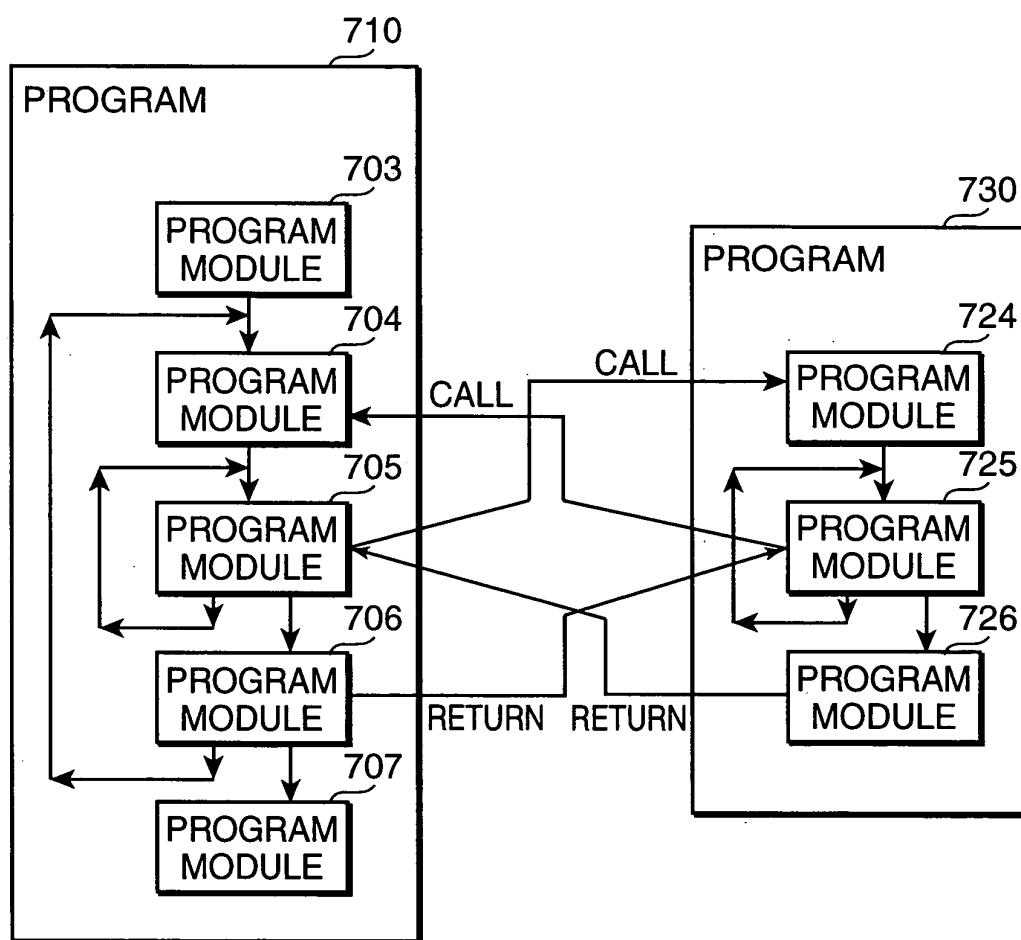 710
PROGRAM
703
PROGRAM
MODULE
704
PROGRAM
MODULE
705
PROGRAM
MODULE
706
PROGRAM
MODULE
707
PROGRAM
MODULE
CALL
CALL
RETURN
RETURN
730
PROGRAM
724
PROGRAM
MODULE
725
PROGRAM
MODULE
726
PROGRAM
MODULE